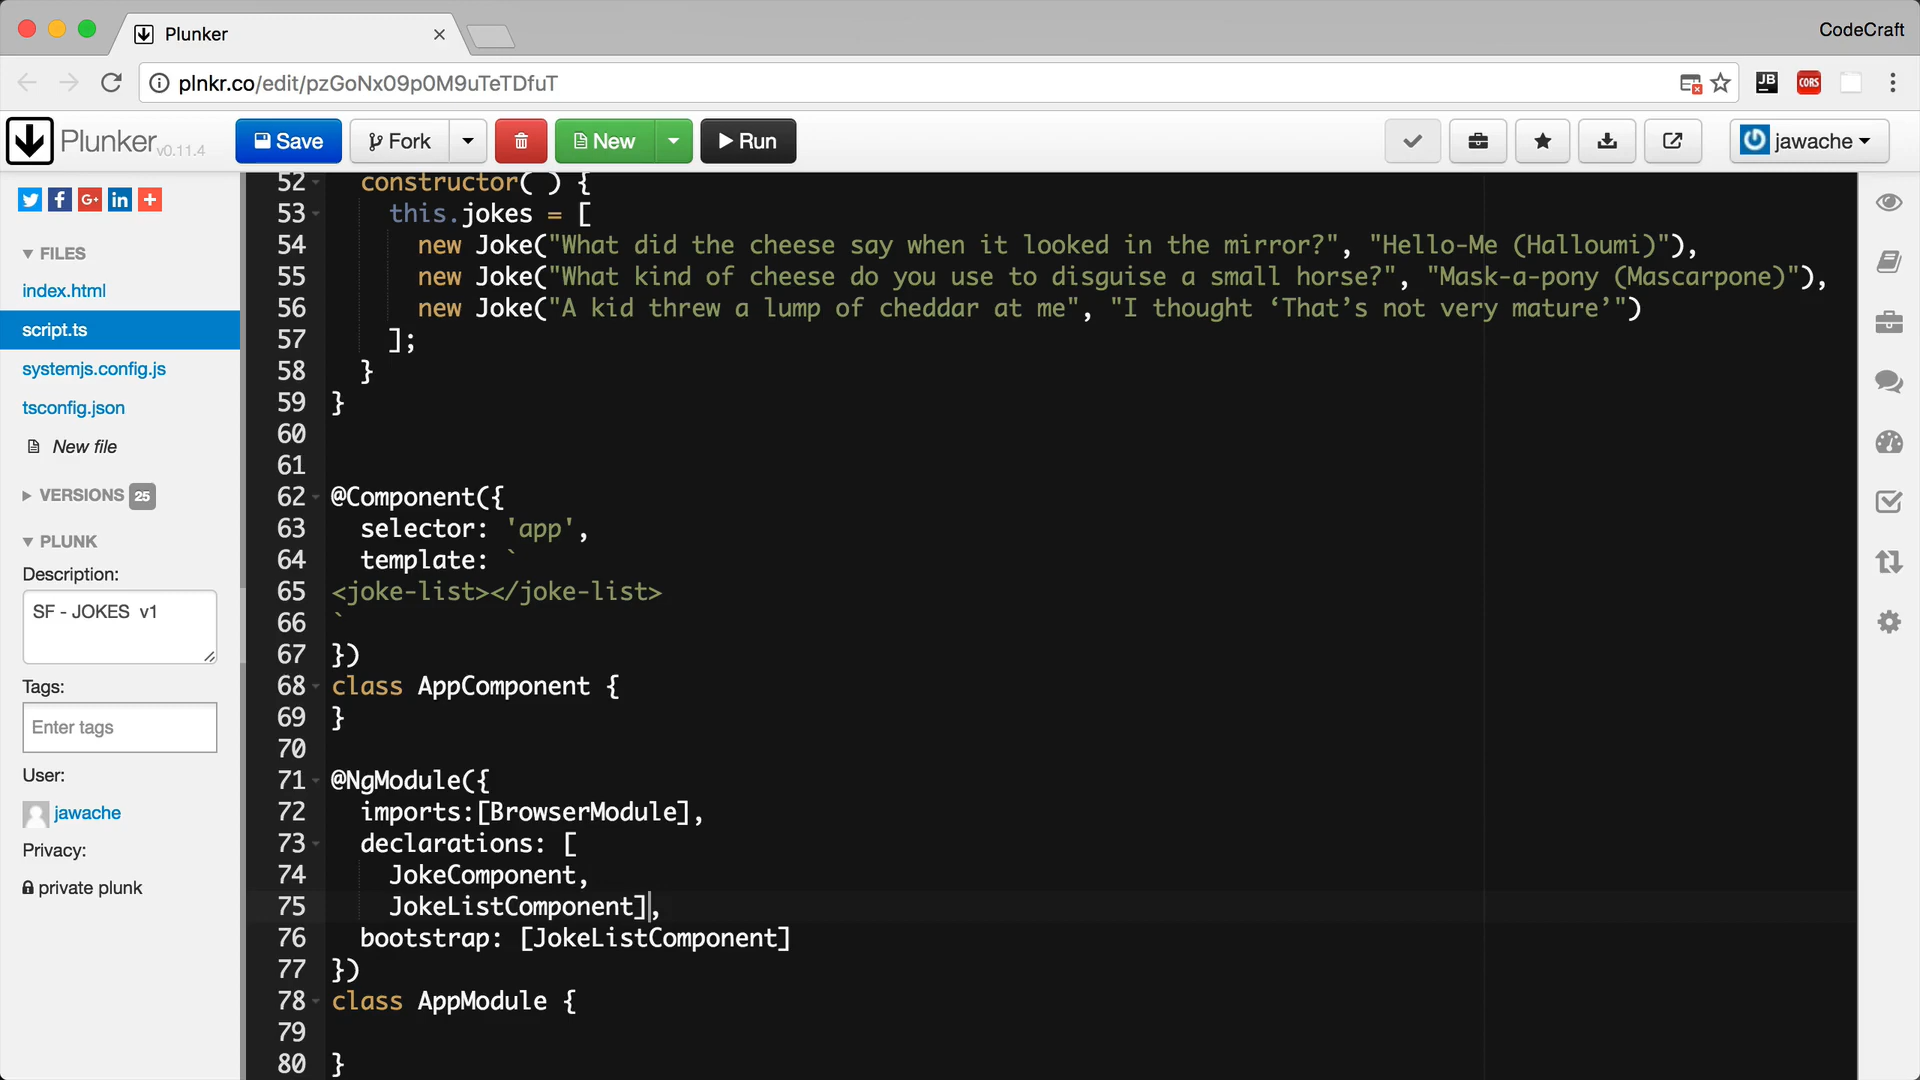 Plunker
CodeCraft
plnkr.co/edit/pzGoNx09p0M9uTeTDfuT
JB
CORS
Plunker v0.11.4
Save
Fork
New
Run
jawache
FILES
index.html
script.ts
systemjs.config.js
tsconfig.json
New file
VERSIONS 25
PLUNK
Description:
SF - JOKES v1
Tags:
Enter tags
User:
jawache
Privacy:
private plunk
52 constructor( ) {
53 this.jokes = [
54 new Joke("What did the cheese say when it looked in the mirror?", "Hello-Me (Halloumi)"),
55 new Joke("What kind of cheese do you use to disguise a small horse?", "Mask-a-pony (Mascarpone)"),
56 new Joke("A kid threw a lump of cheddar at me", "I thought ‘That’s not very mature’")
57 ];
58 }
59 }
60
61
62 @Component({
63 selector: 'app',
64 template: `
65 <joke-list></joke-list>
66 `
67 })
68 class AppComponent {
69 }
70
71 @NgModule({
72 imports:[BrowserModule],
73 declarations: [
74 JokeComponent,
75 JokeListComponent],
76 bootstrap: [JokeListComponent]
77 })
78 class AppModule {
79
80 }